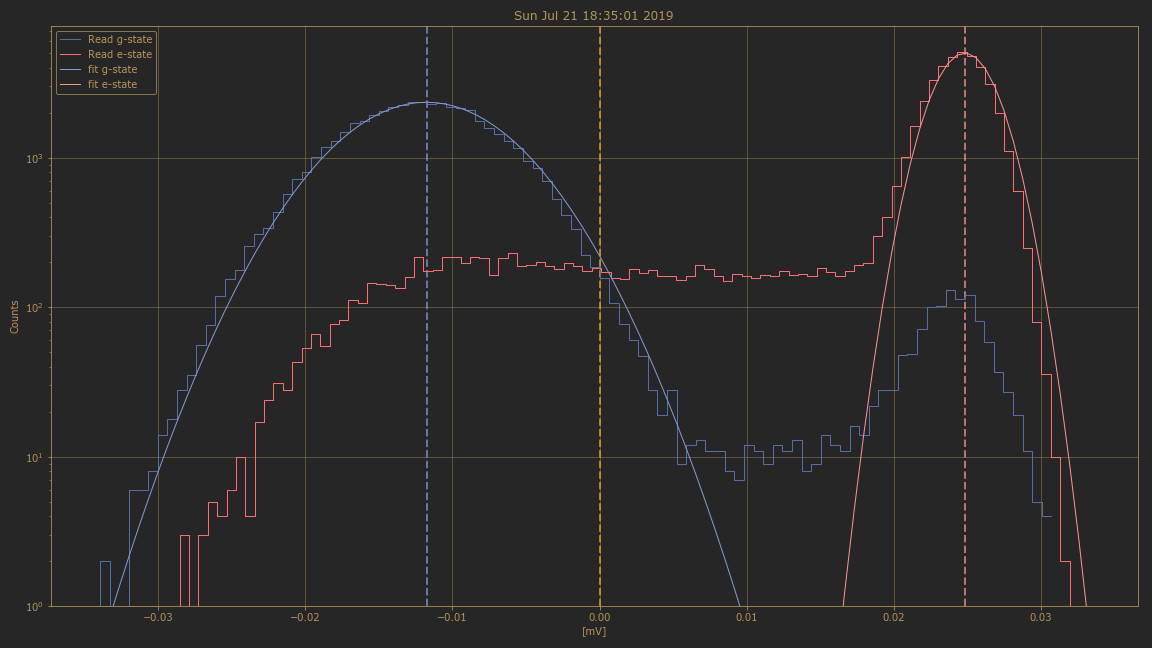 Sun Jul 21 18:35:01 2019
Read g-state
Read e-state
fit g-state
fit e-state
Counts
10³
10²
10¹
10⁰
−0.03 −0.02 −0.01 0.00 0.01 0.02 0.03
[mV]